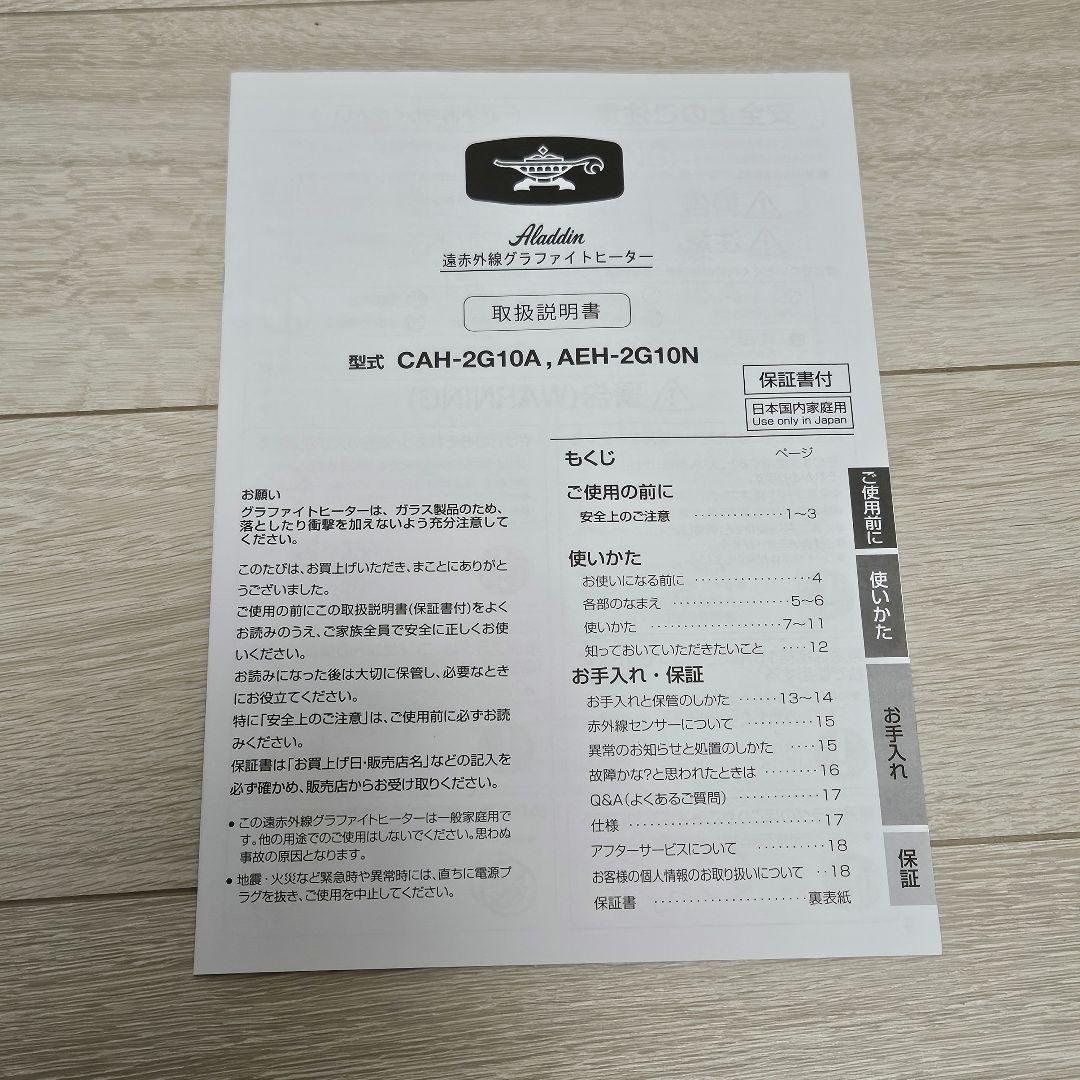 Aladdin
遠赤外線グラファイトヒーター
取扱説明書
型式 CAH-2G10A , AEH-2G10N
保証書付
日本国内家庭用
Use only in Japan
お願い
グラファイトヒーターは、ガラス製品のため、
落としたり衝撃を加えないよう充分注意して
ください。
このたびは、お買上げいただき、まことにありがと
うございました。
ご使用の前にこの取扱説明書(保証書付)をよく
お読みのうえ、ご家族全員で安全に正しくお使
いください。
お読みになった後は大切に保管し、必要なとき
にお役立てください。
特に「安全上のご注意」は、ご使用前に必ずお読
みください。
保証書は「お買上げ日・販売店名」などの記入を
必ず確かめ、販売店からお受け取りください。
● この遠赤外線グラファイトヒーターは一般家庭用で
す。他の用途でのご使用はしないでください。思わぬ
事故の原因となります。
● 地震・火災など緊急時や異常時には、直ちに電源プ
ラグを抜き、ご使用を中止してください。
もくじ ページ
ご使用の前に
安全上のご注意 ‥‥‥‥‥‥‥1～3
使いかた
お使いになる前に ‥‥‥‥‥‥‥‥‥4
各部のなまえ ‥‥‥‥‥‥‥‥‥5～6
使いかた ‥‥‥‥‥‥‥‥‥‥7～11
知っておいていただきたいこと ‥‥12
お手入れ・保証
お手入れと保管のしかた ‥‥‥13～14
赤外線センサーについて ‥‥‥‥‥15
異常のお知らせと処置のしかた ‥‥15
故障かな?と思われたときは ‥‥‥‥16
Q&A(よくあるご質問) ‥‥‥‥‥‥17
仕様 ‥‥‥‥‥‥‥‥‥‥‥‥‥‥17
アフターサービスについて ‥‥‥‥‥18
お客様の個人情報のお取り扱いについて ‥18
保証書 ‥‥‥‥‥‥‥‥‥‥‥裏表紙
ご使用前に
使いかた
お手入れ
保証